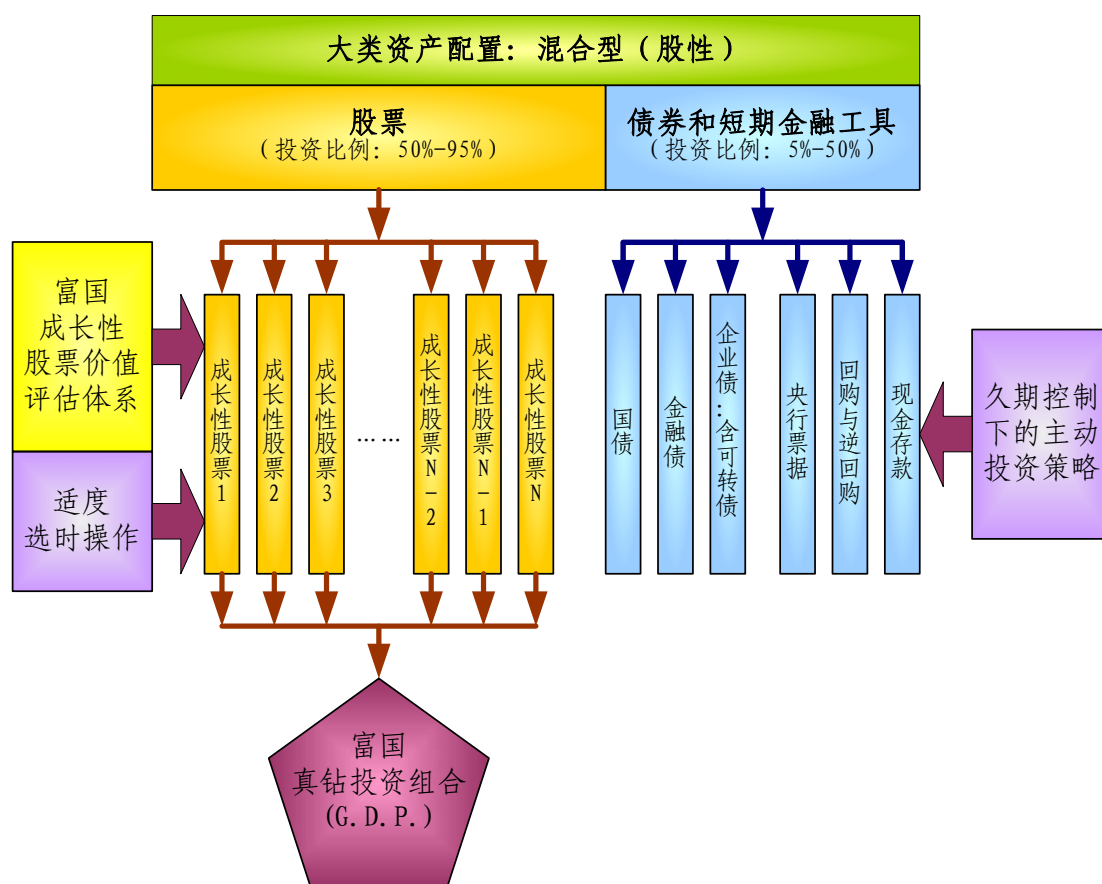 大类资产配置：混合型（股性）
股票
（投资比例：50%-95%）
债券和短期金融工具
（投资比例：5%-50%）
富国
成长性
股票价值
评估体系
适度
选时操作
成长性股票1
成长性股票2
成长性股票3
……
成长性股票N-2
成长性股票N-1
成长性股票N
国债
金融债
企业债：含可转债
央行票据
回购与逆回购
现金存款
久期控制
下的主动
投资策略
富国
真钻投资组合
(G.D.P.)